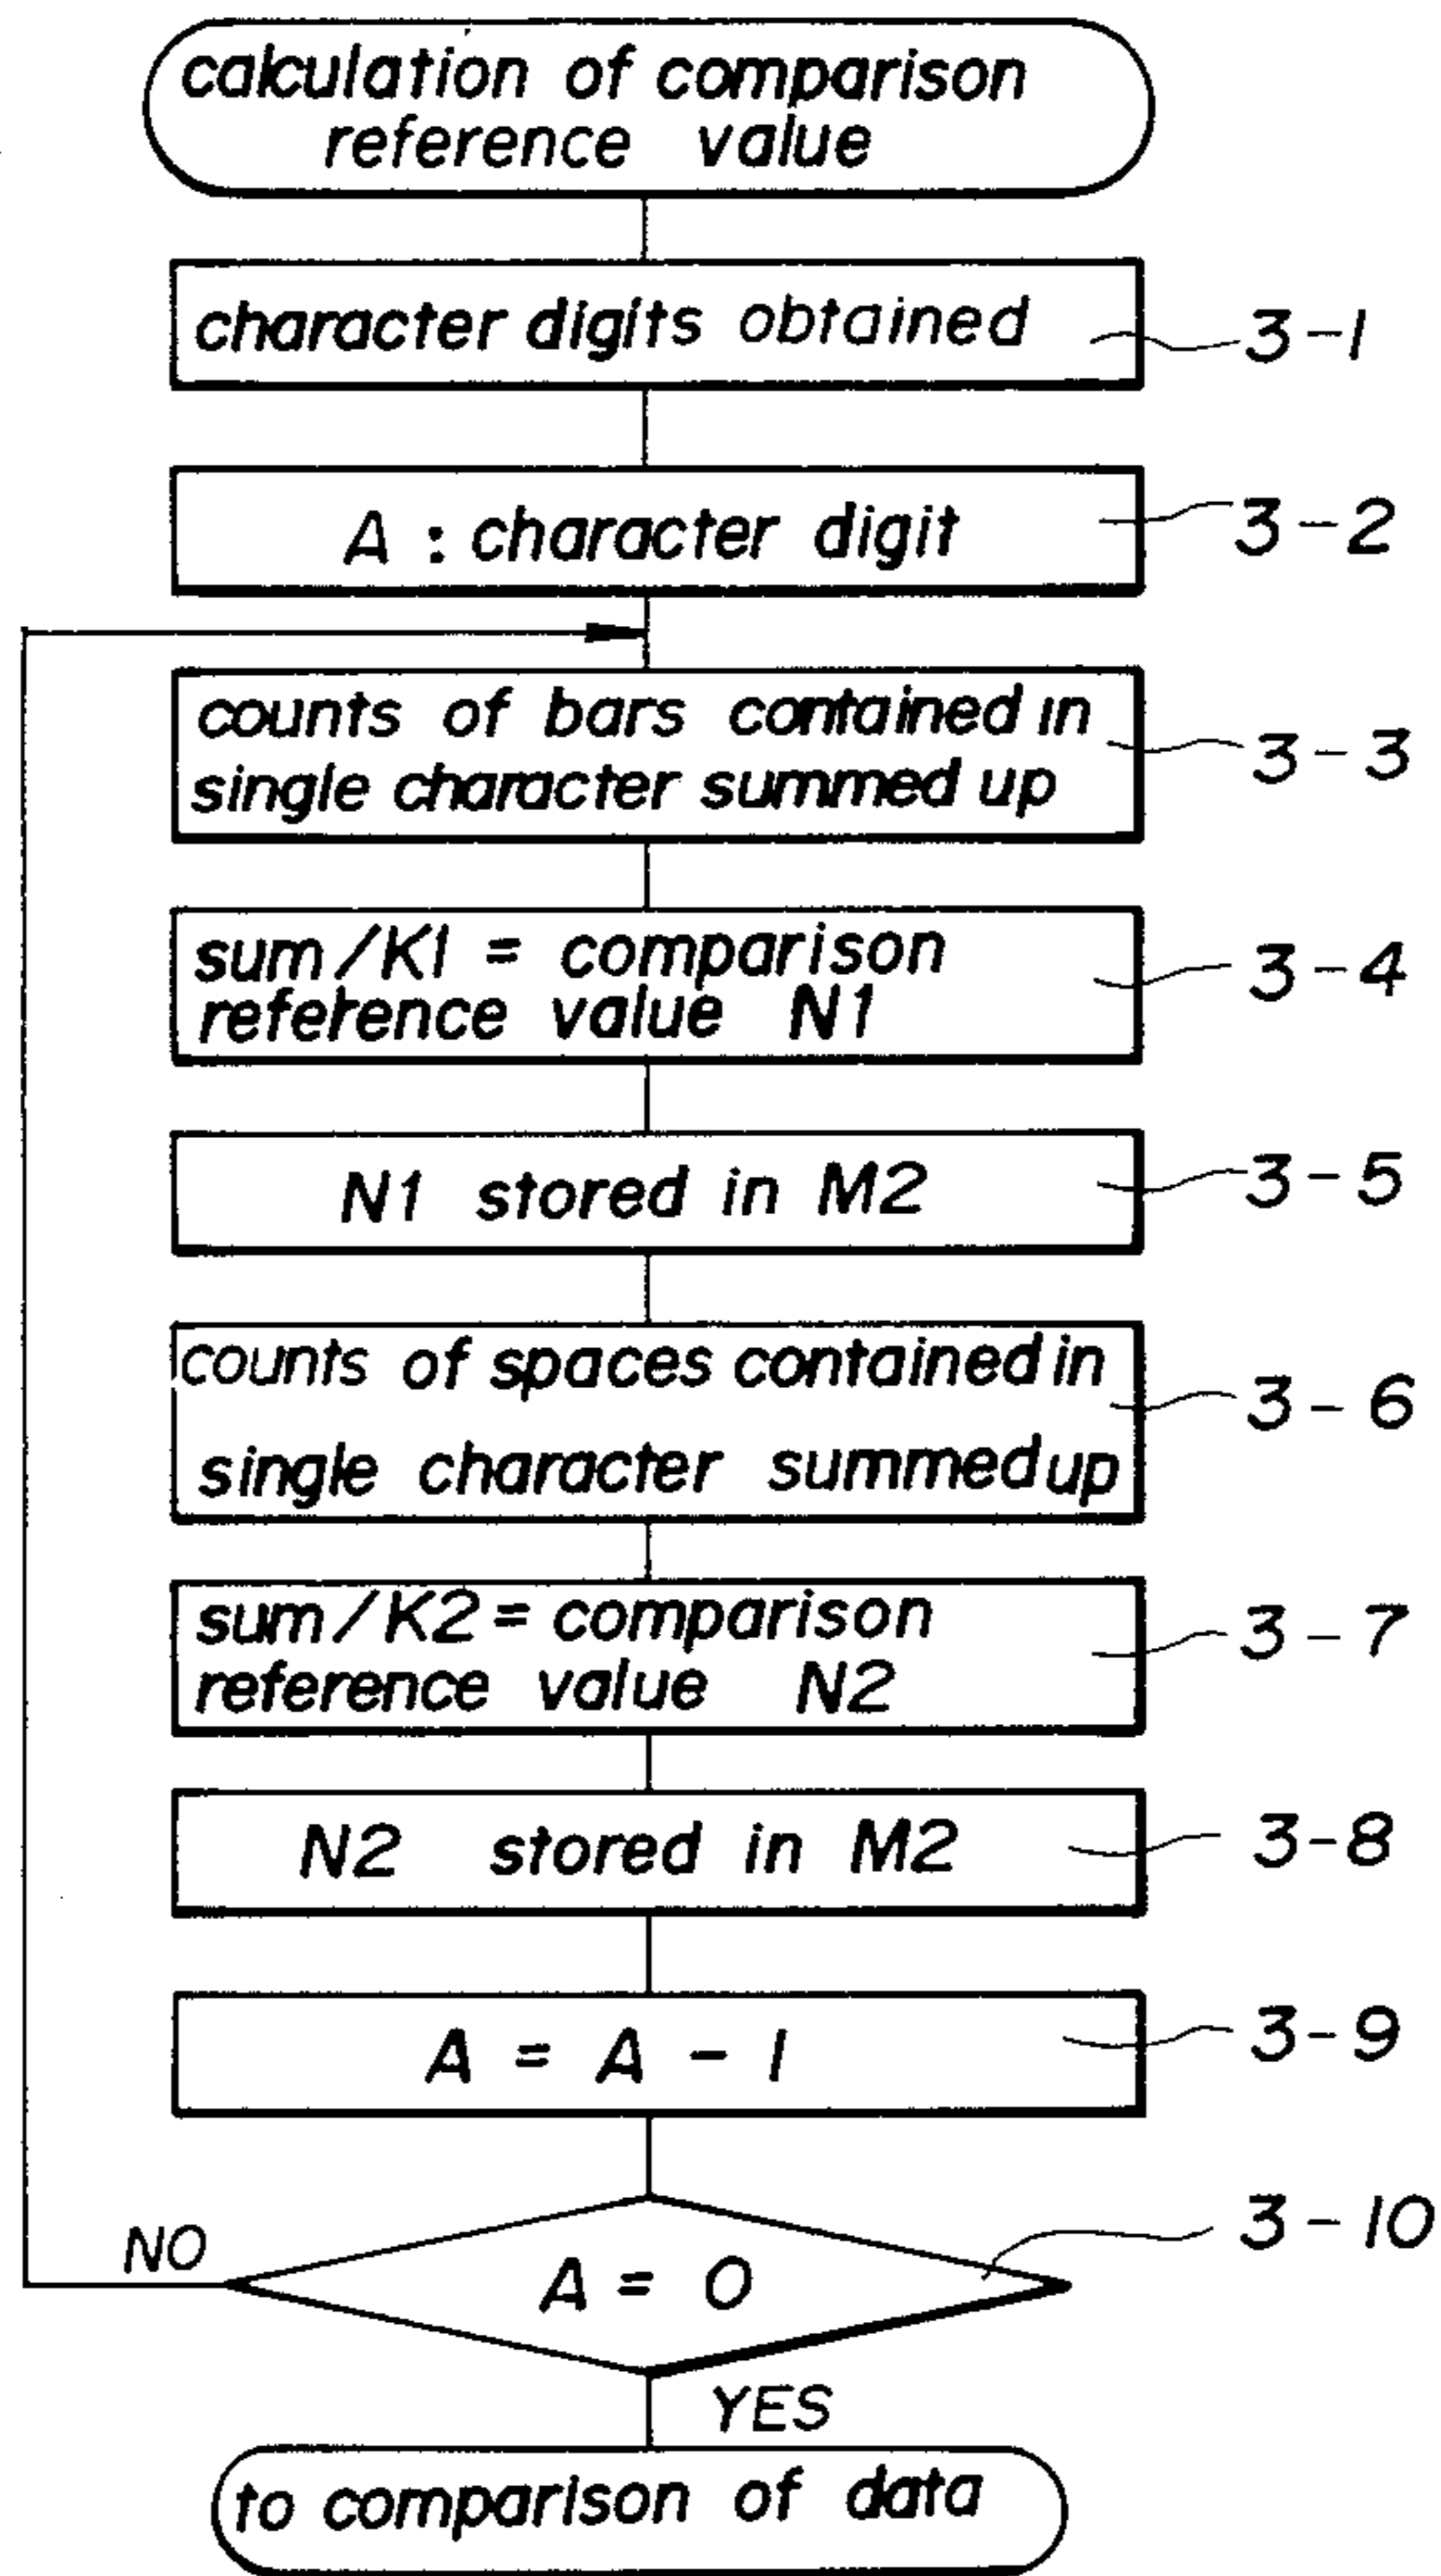 calculation of comparison
reference value
character digits obtained
3-1
A : character digit
3-2
counts of bars contained in
single character summed up
3-3
sum/K1 = comparison
reference value N1
3-4
N1 stored in M2
3-5
counts of spaces contained in
single character summed up
3-6
sum/K2 = comparison
reference value N2
3-7
N2 stored in M2
3-8
A = A - 1
3-9
3-10
NO
A = 0
YES
to comparison of data